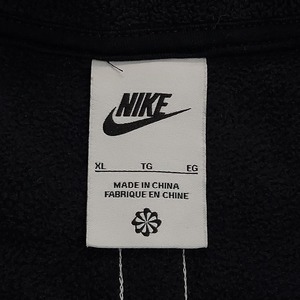 NIKE
XL TG EG
MADE IN CHINA
FABRIQUE EN CHINE